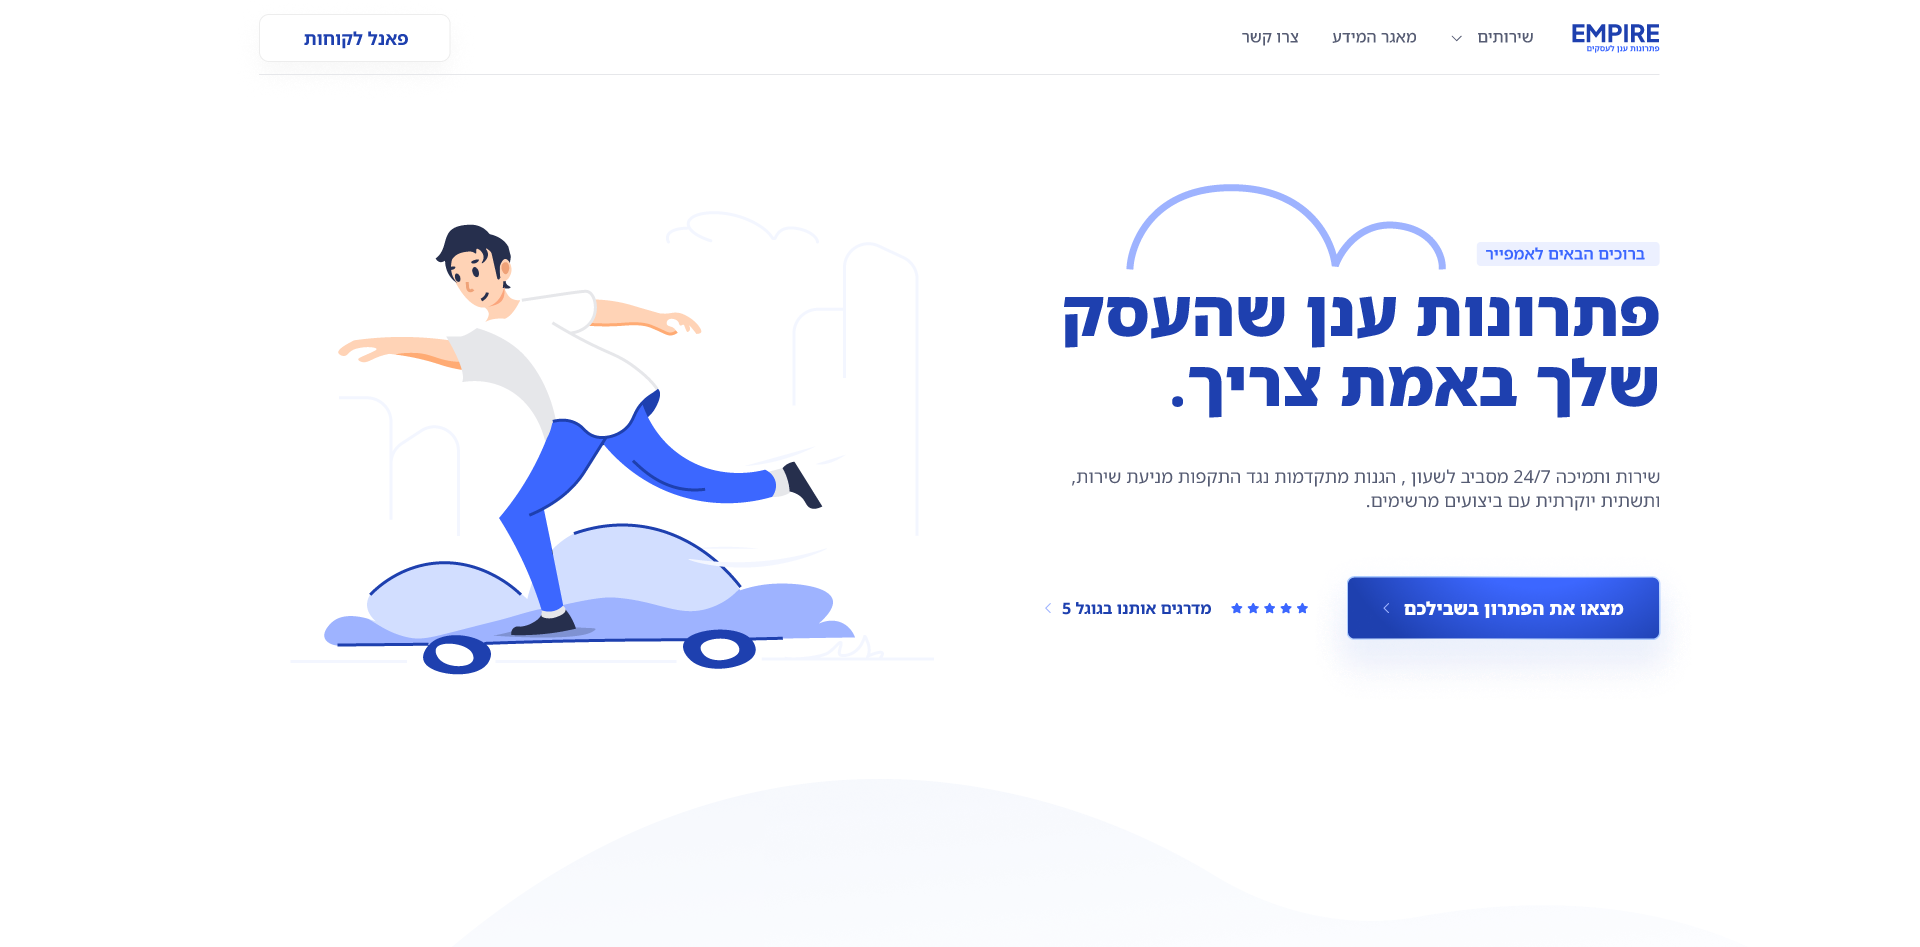 EMPIRE
פתרונות ענן לעסקים
שירותים
מאגר המידע
צרו קשר
פאנל לקוחות
ברוכים הבאים לאמפייר
פתרונות ענן שהעסק
שלך באמת צריך.
שירות ותמיכה 24/7 מסביב לשעון , הגנות מתקדמות נגד התקפות מניעת שירות,
ותשתית יוקרתית עם ביצועים מרשימים.
מצאו את הפתרון בשבילכם
מדרגים אותנו בגוגל 5